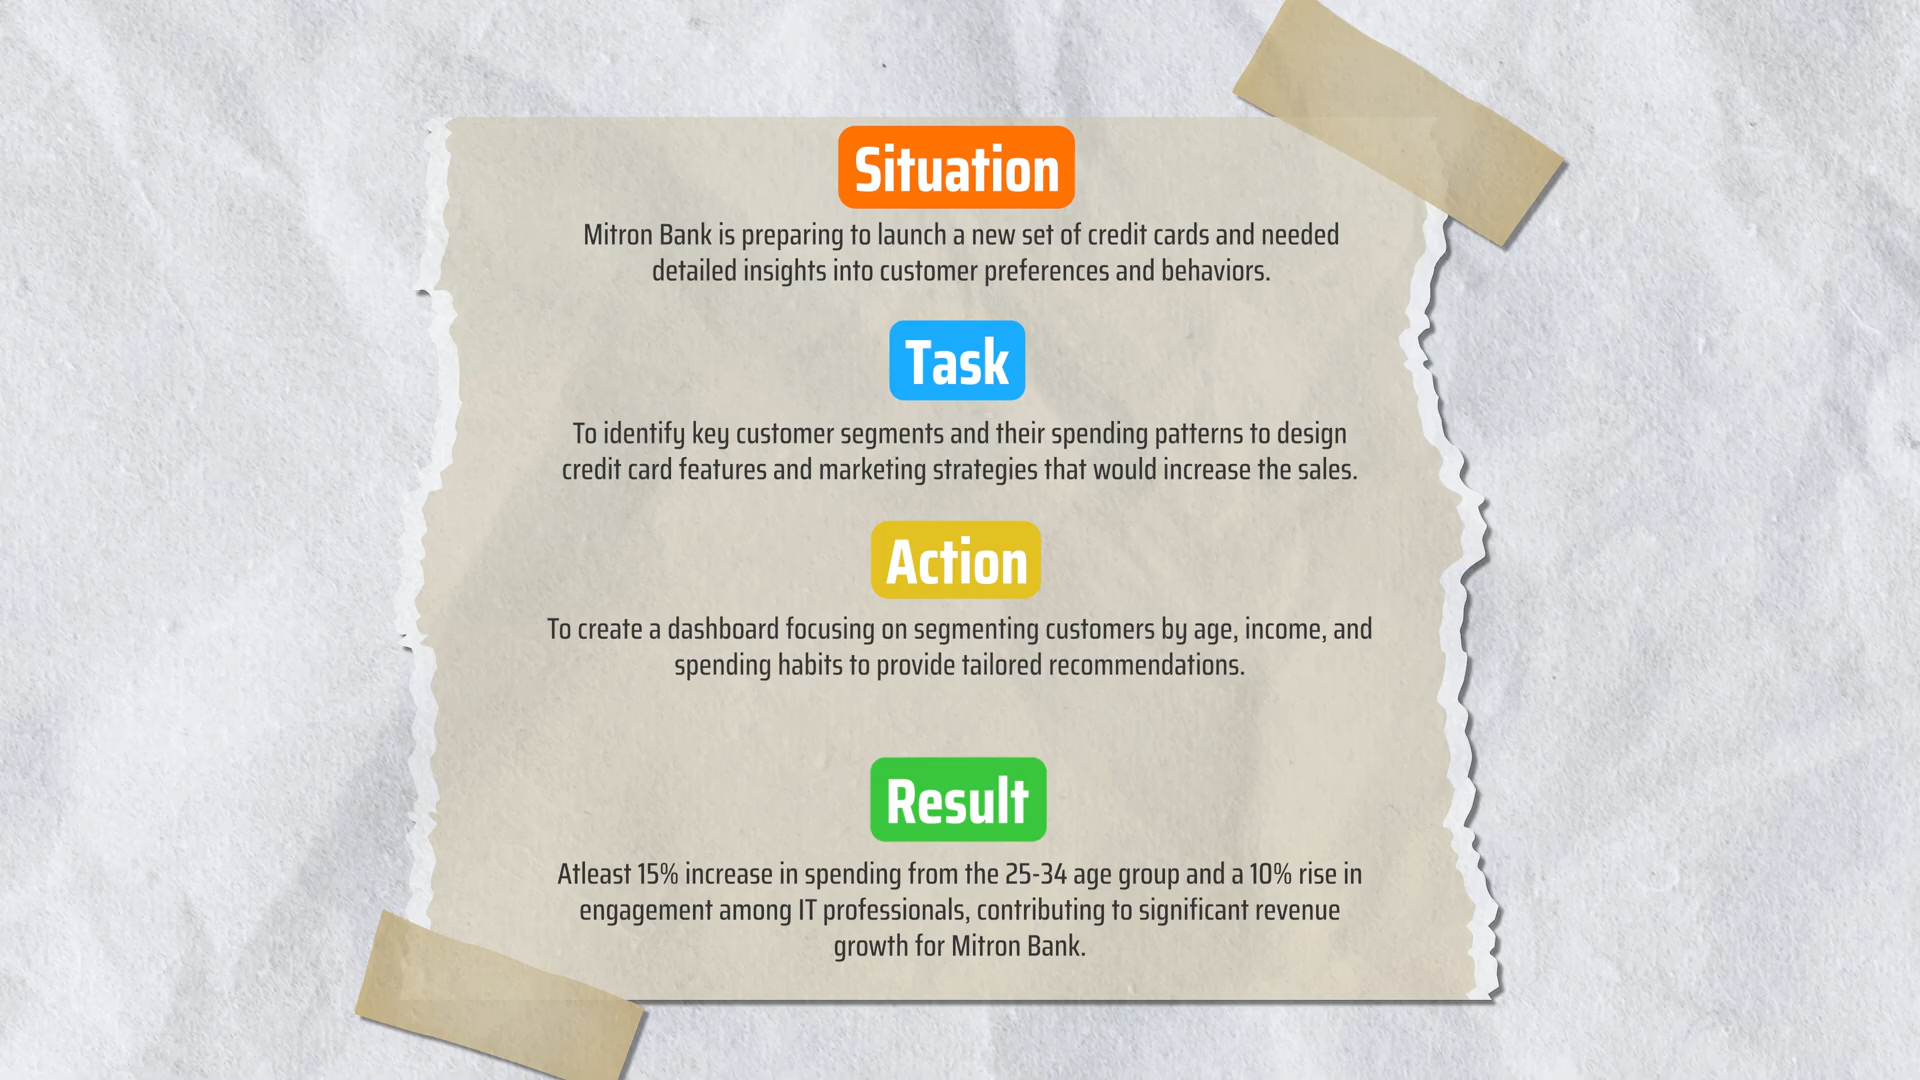 Situation
Mitron Bank is preparing to launch a new set of credit cards and needed
detailed insights into customer preferences and behaviors.
Task
To identify key customer segments and their spending patterns to design
credit card features and marketing strategies that would increase the sales.
Action
To create a dashboard focusing on segmenting customers by age, income, and
spending habits to provide tailored recommendations.
Result
Atleast 15% increase in spending from the 25-34 age group and a 10% rise in
engagement among IT professionals, contributing to significant revenue
growth for Mitron Bank.